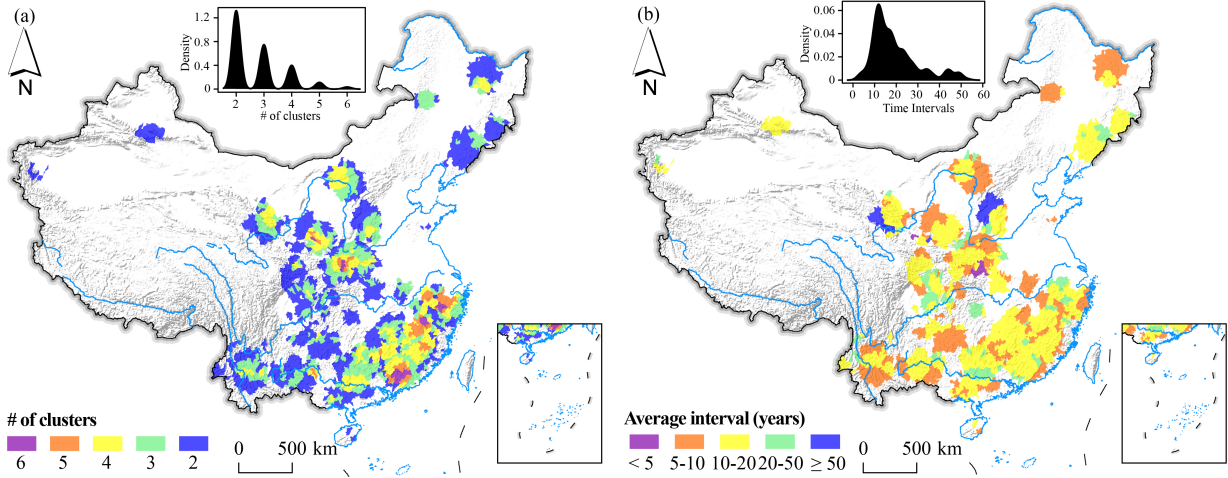 (a)
N
1.2
0.8
0.4
0
Density
2 3 4 5 6
# of clusters
# of clusters
6 5 4 3 2
0 500 km
(b)
N
0.06
0.04
0.02
0
Density
0 10 20 30 40 50 60
Time Intervals
Average interval (years)
< 5 5-10 10-20 20-50 ≥ 50
0 500 km